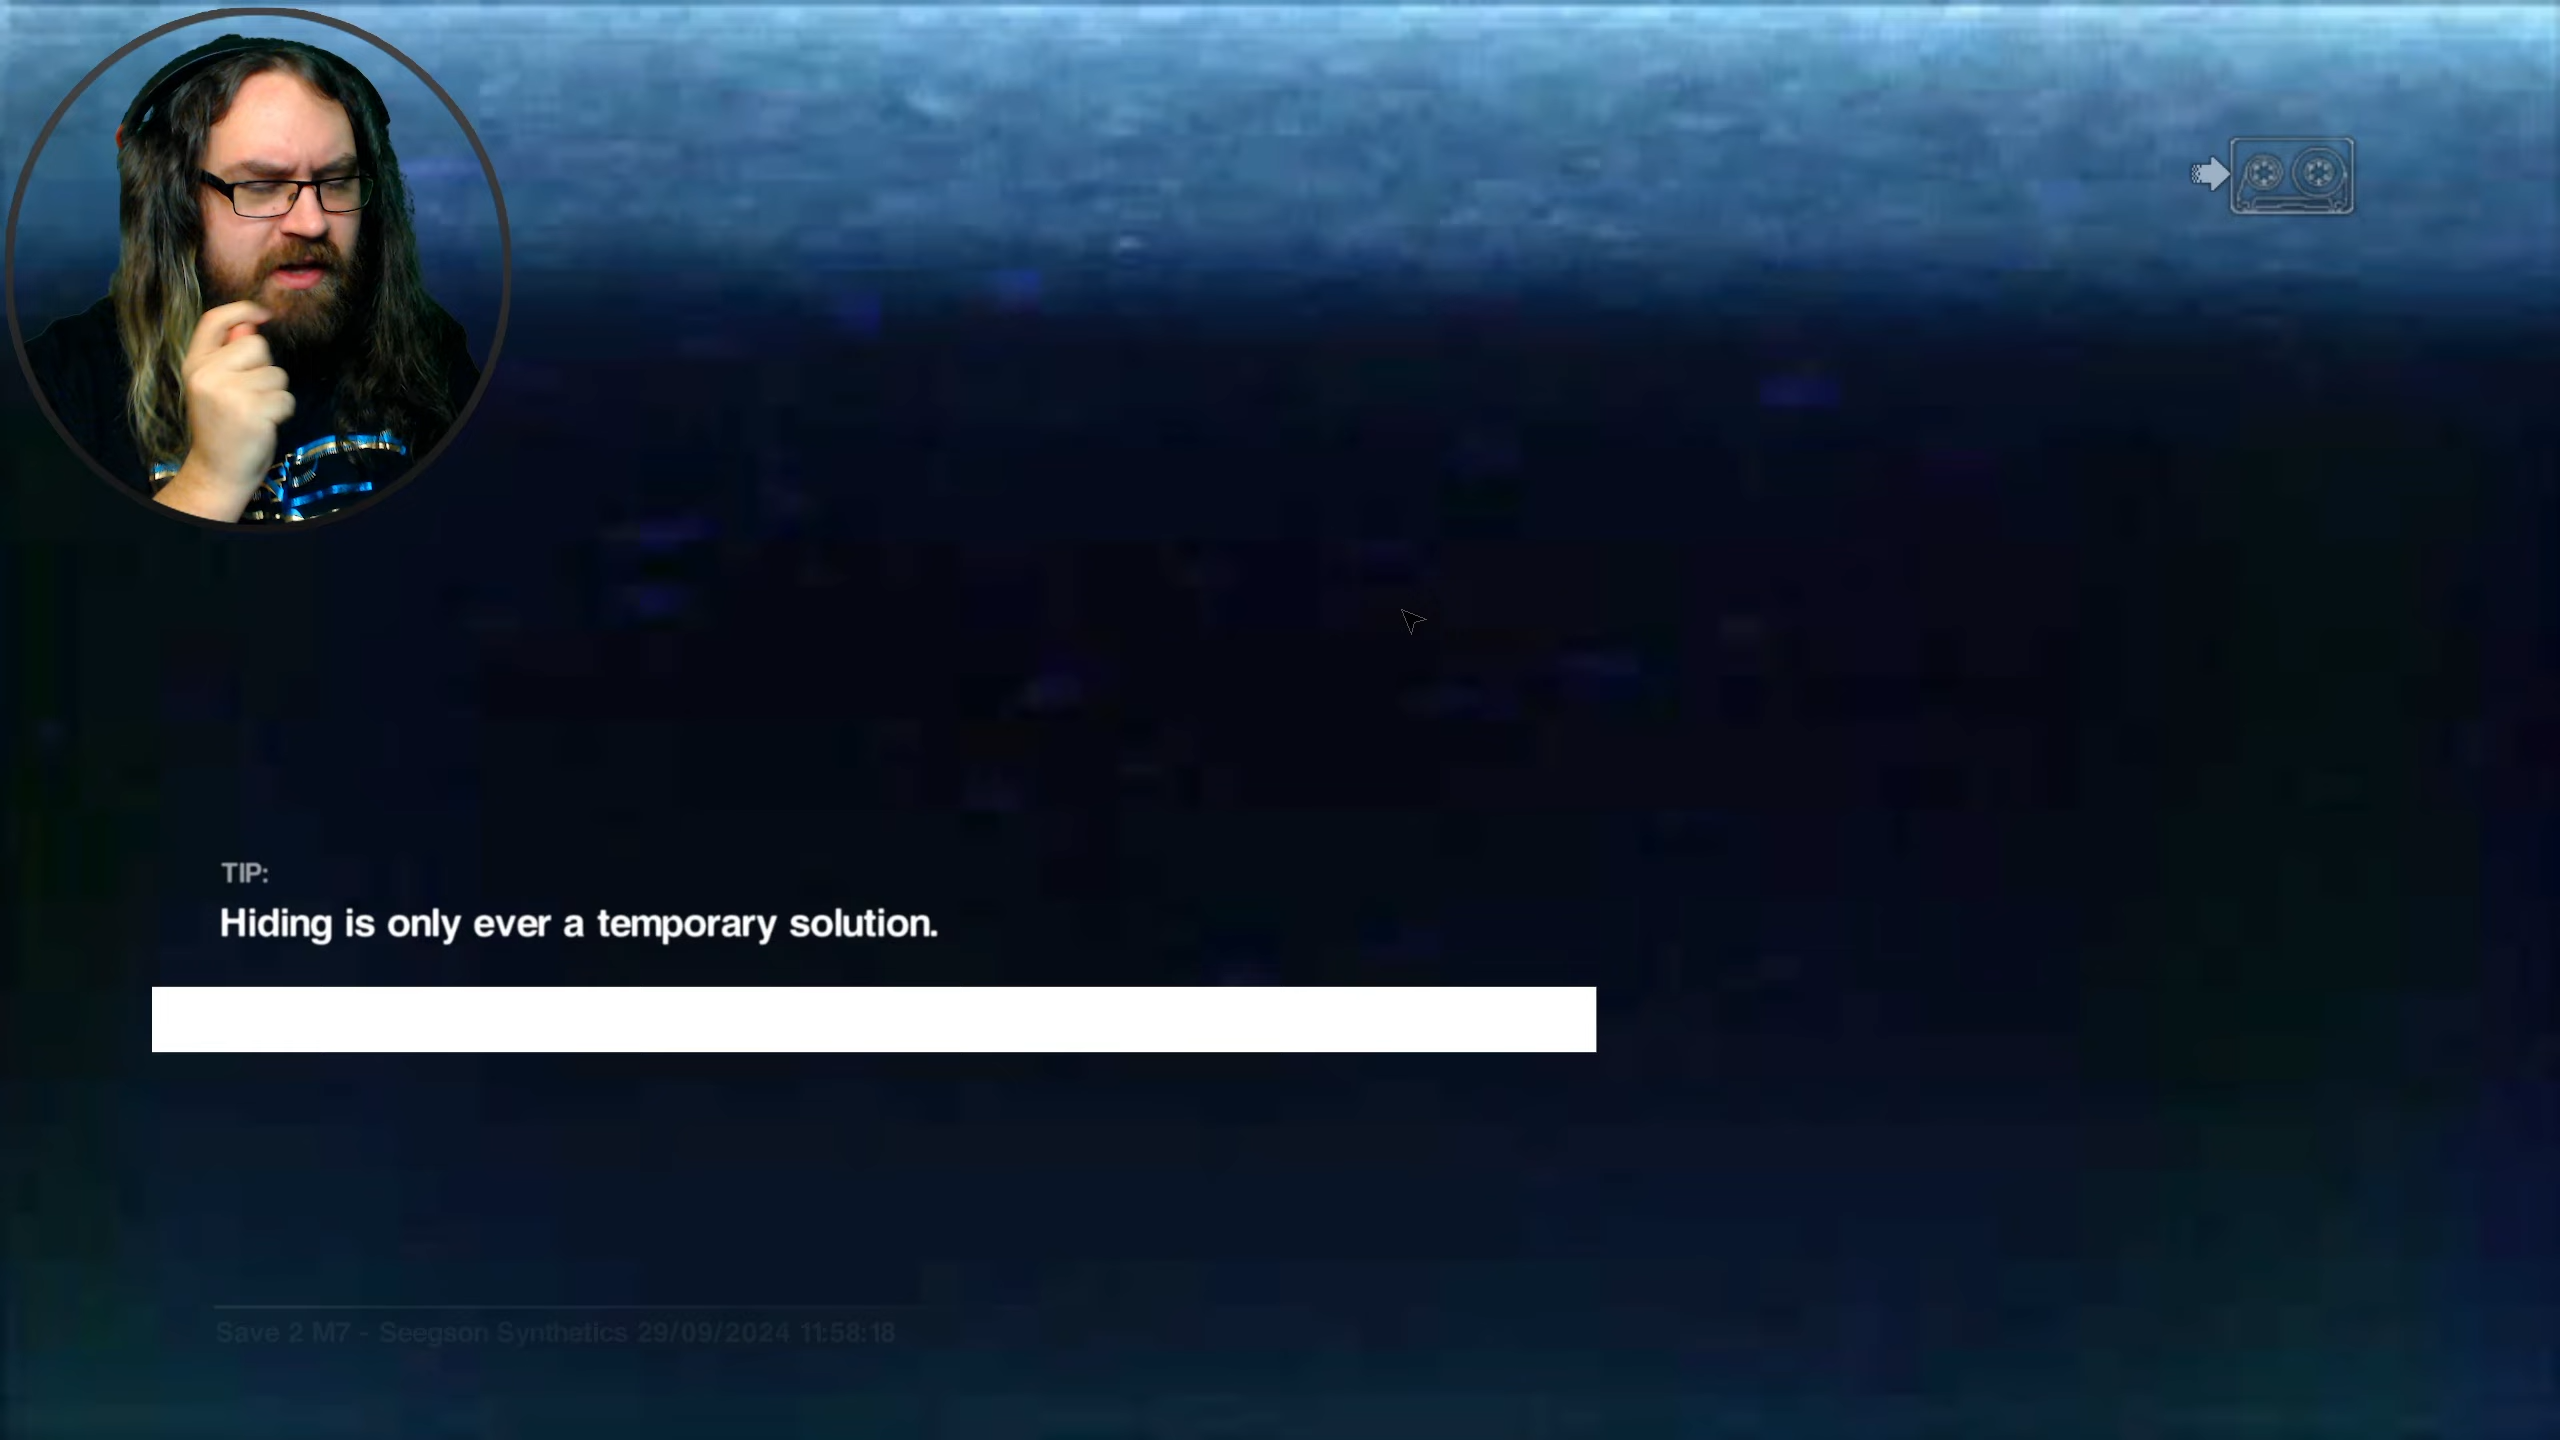 TIP:
Hiding is only ever a temporary solution.
Save 2 M7 - Seegson Synthetics 29/09/2024 11:58:18